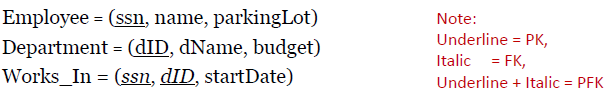 Employee = (ssn, name, parkingLot)
Department = (dID, dName, budget)
Works_In = (ssn, dID, startDate)
Note:
Underline = PK,
Italic = FK,
Underline + Italic = PFK